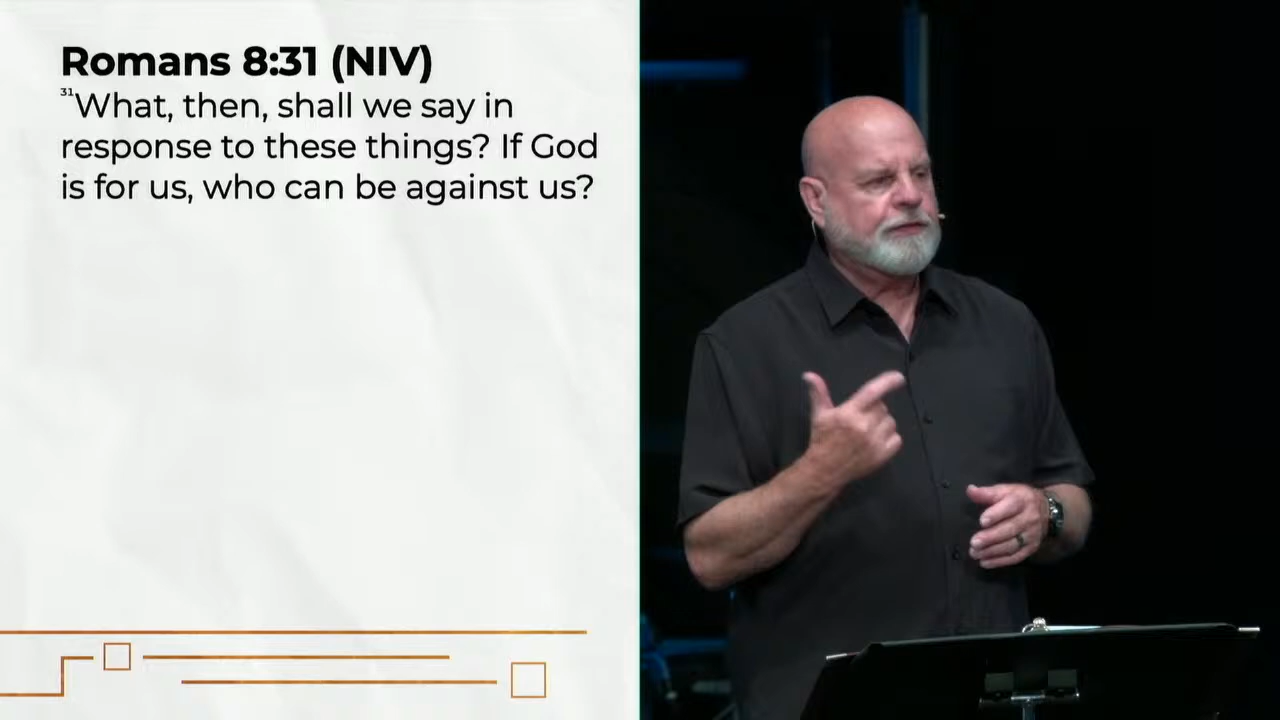 Romans 8:31 (NIV)
³¹What, then, shall we say in
response to these things? If God
is for us, who can be against us?